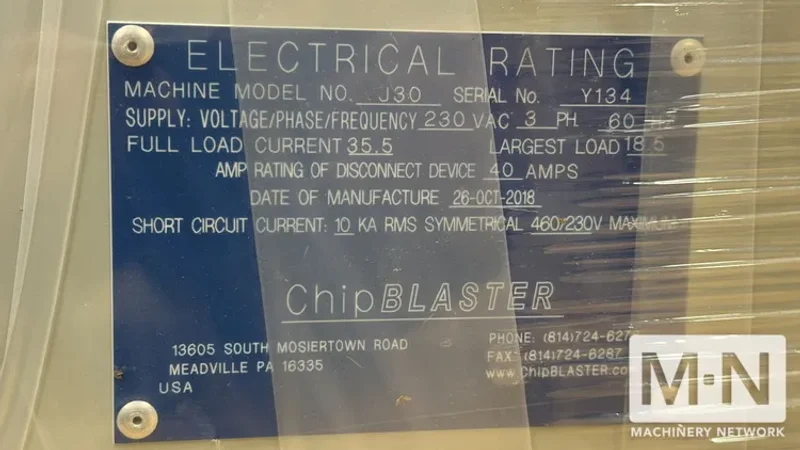 ELECTRICAL RATING
MACHINE MODEL NO. J30 SERIAL No. Y134
SUPPLY: VOLTAGE/PHASE/FREQUENCY 230 VAC 3 PH 60
FULL LOAD CURRENT 35.5 LARGEST LOAD 18.5
AMP RATING OF DISCONNECT DEVICE 40 AMPS
DATE OF MANUFACTURE 26-OCT-2018
SHORT CIRCUIT CURRENT: 10 KA RMS SYMMETRICAL 460/230V MAXIMUM
ChipBLASTER
13605 SOUTH MOSIERTOWN ROAD
MEADVILLE PA 16335
USA
PHONE: (814)724-627
FAX: (814)724-6287
www.ChipBLASTER.co
M·N
MACHINERY NETWORK